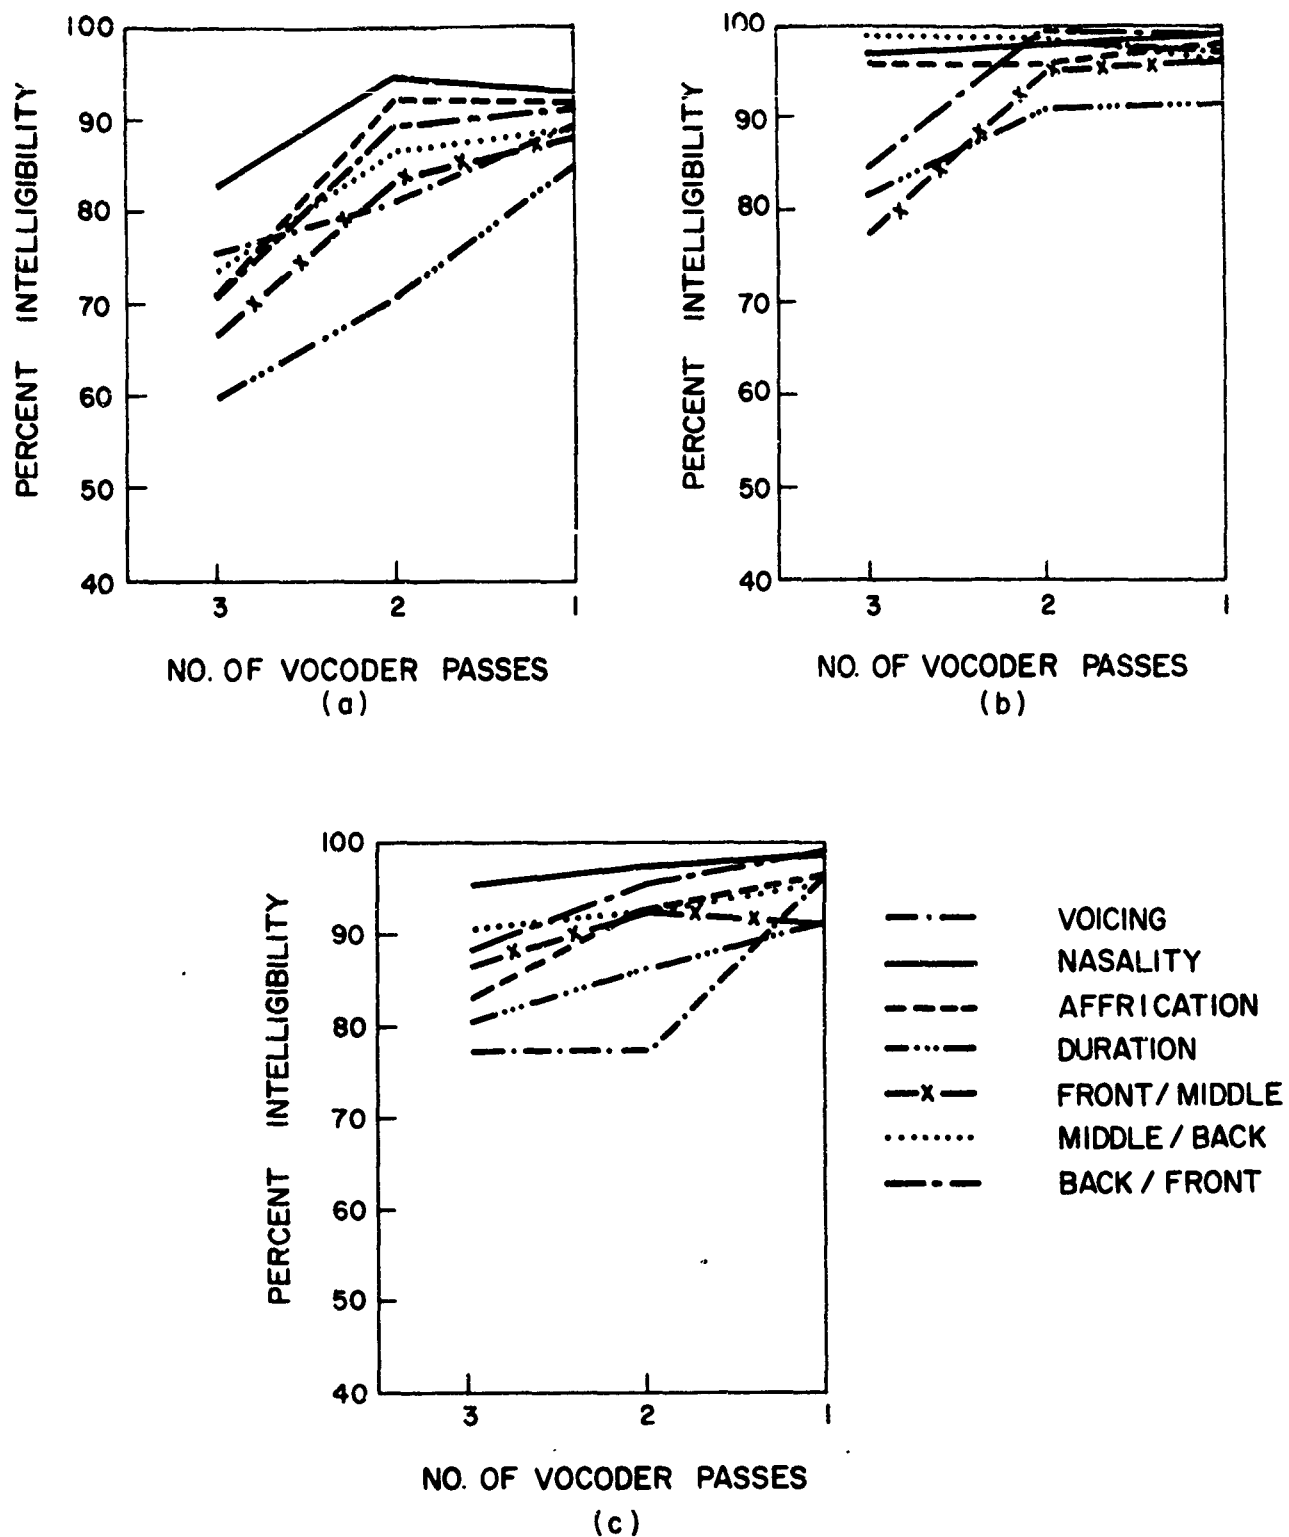 100
90
80
70
60
50
40
PERCENT INTELLIGIBILITY
3 2 1
NO. OF VOCODER PASSES
(a)
100
90
80
70
60
50
40
PERCENT INTELLIGIBILITY
3 2 1
NO. OF VOCODER PASSES
(b)
100
90
80
70
60
50
40
PERCENT INTELLIGIBILITY
3 2 1
NO. OF VOCODER PASSES
(c)
VOICING
NASALITY
AFFRICATION
DURATION
FRONT / MIDDLE
MIDDLE / BACK
BACK / FRONT